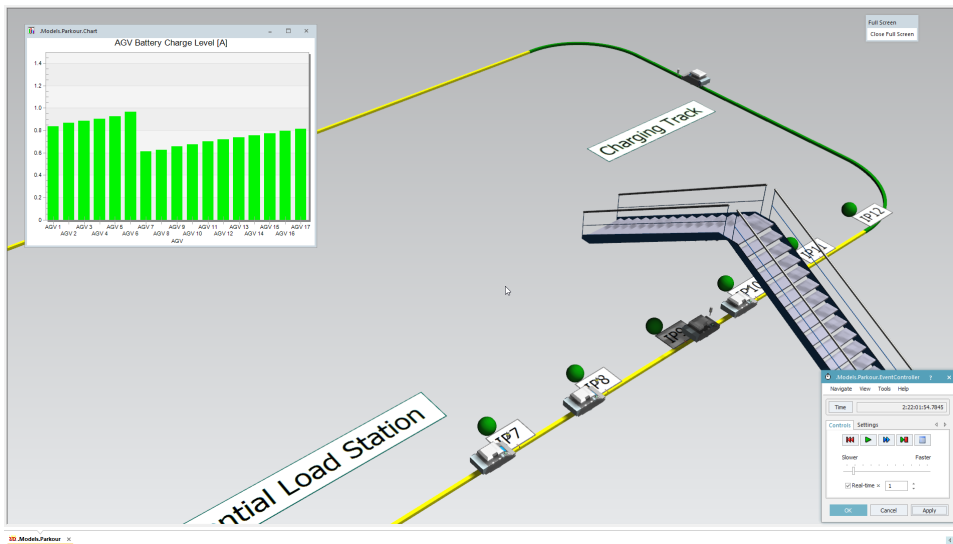 .Models.Parkour.Chart
AGV Battery Charge Level [A]
1.4
1.2
1.0
0.8
0.6
0.4
0.2
0
AGV 1 AGV 3 AGV 5 AGV 7 AGV 9 AGV 11 AGV 13 AGV 15 AGV 17
AGV 2 AGV 4 AGV 6 AGV 8 AGV 10 AGV 12 AGV 14 AGV 16
AGV
Full Screen
Close Full Screen
Charging Track
IP12
IP11
IP10
IP9
IP8
IP7
ntial Load Station
.Models.Parkour.EventController ? ×
Navigate View Tools Help
Time 2:22:01:54.7845
Controls Settings
Slower Faster
Real-time × 1
OK Cancel Apply
3D .Models.Parkour ×